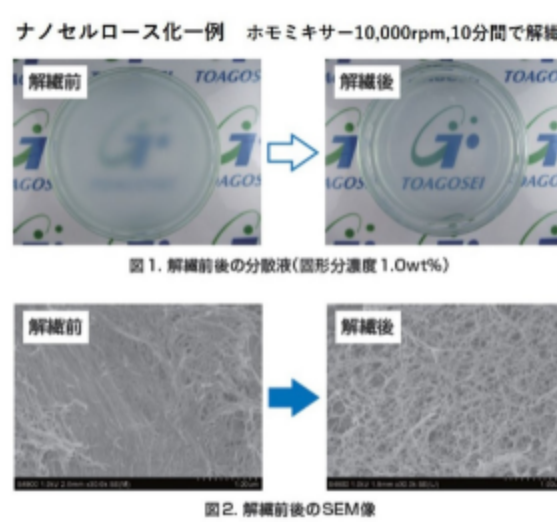 ナノセルロース化一例 ホモミキサー10,000rpm,10分間で解繊
解繊前
解繊後
TOAGOSEI
図1. 解繊前後の分散液(固形分濃度1.0wt%)
解繊前
解繊後
図2. 解繊前後のSEM像